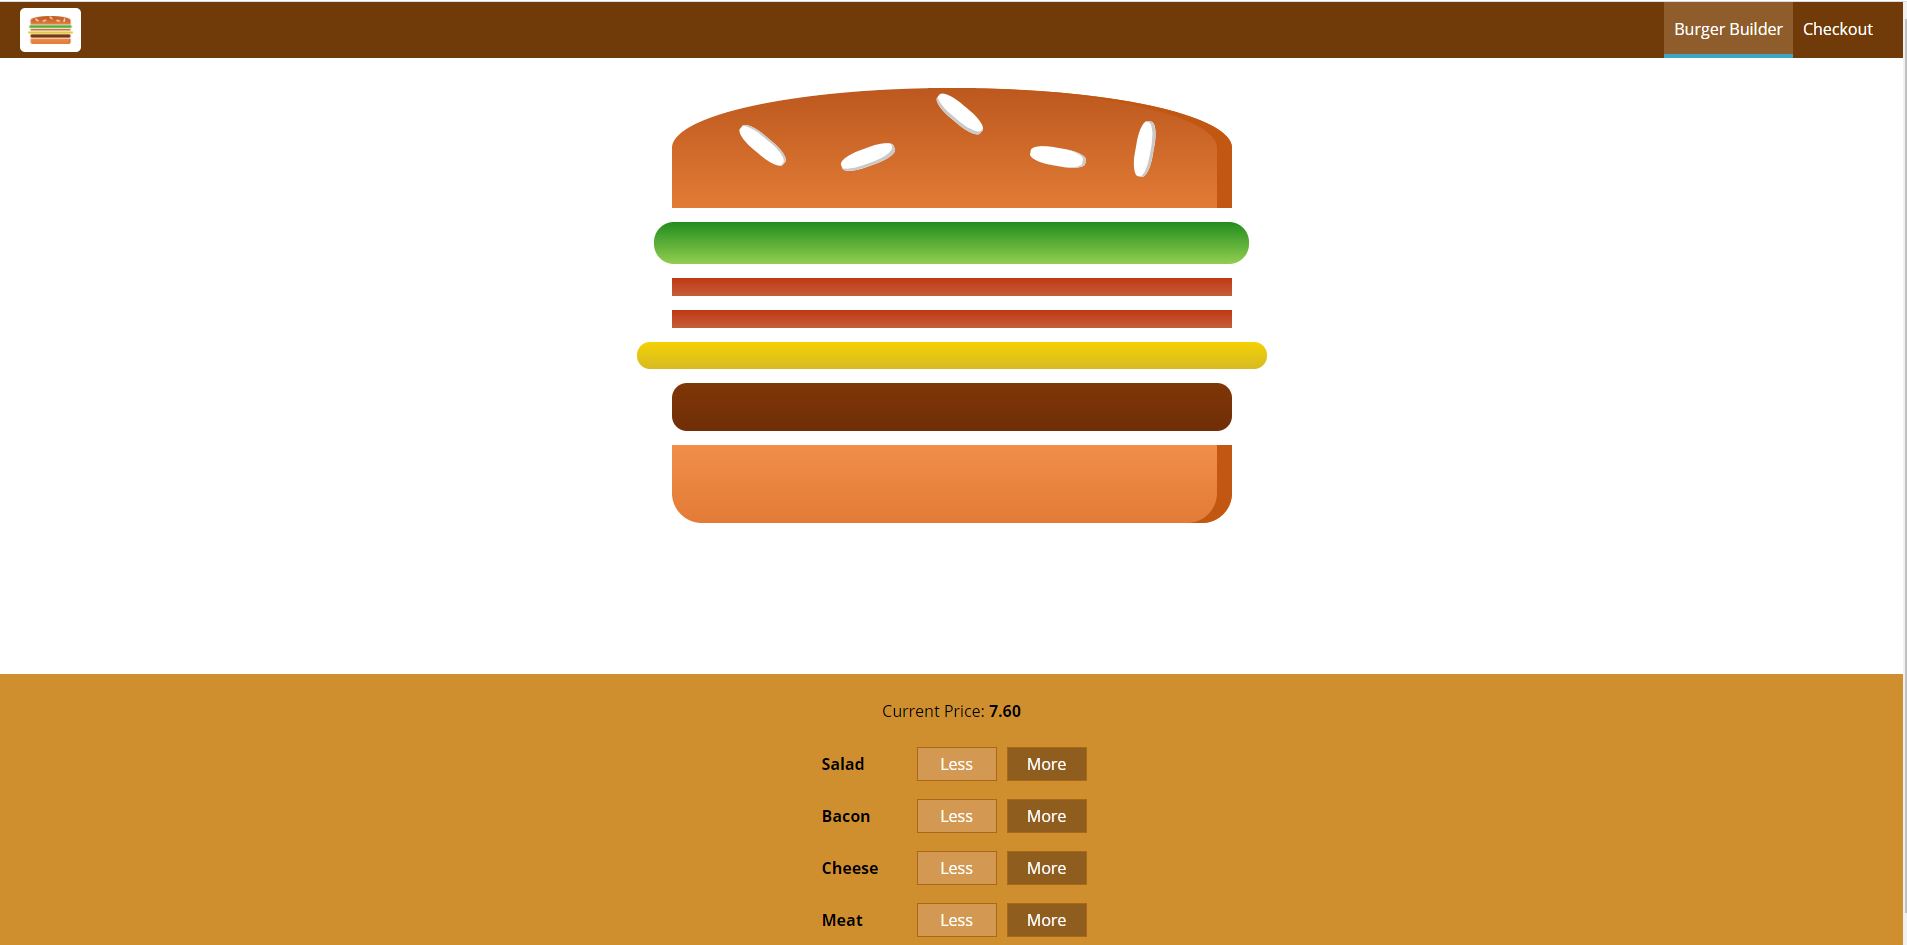 Burger Builder Checkout
Current Price: 7.60
Salad Less More
Bacon Less More
Cheese Less More
Meat Less More